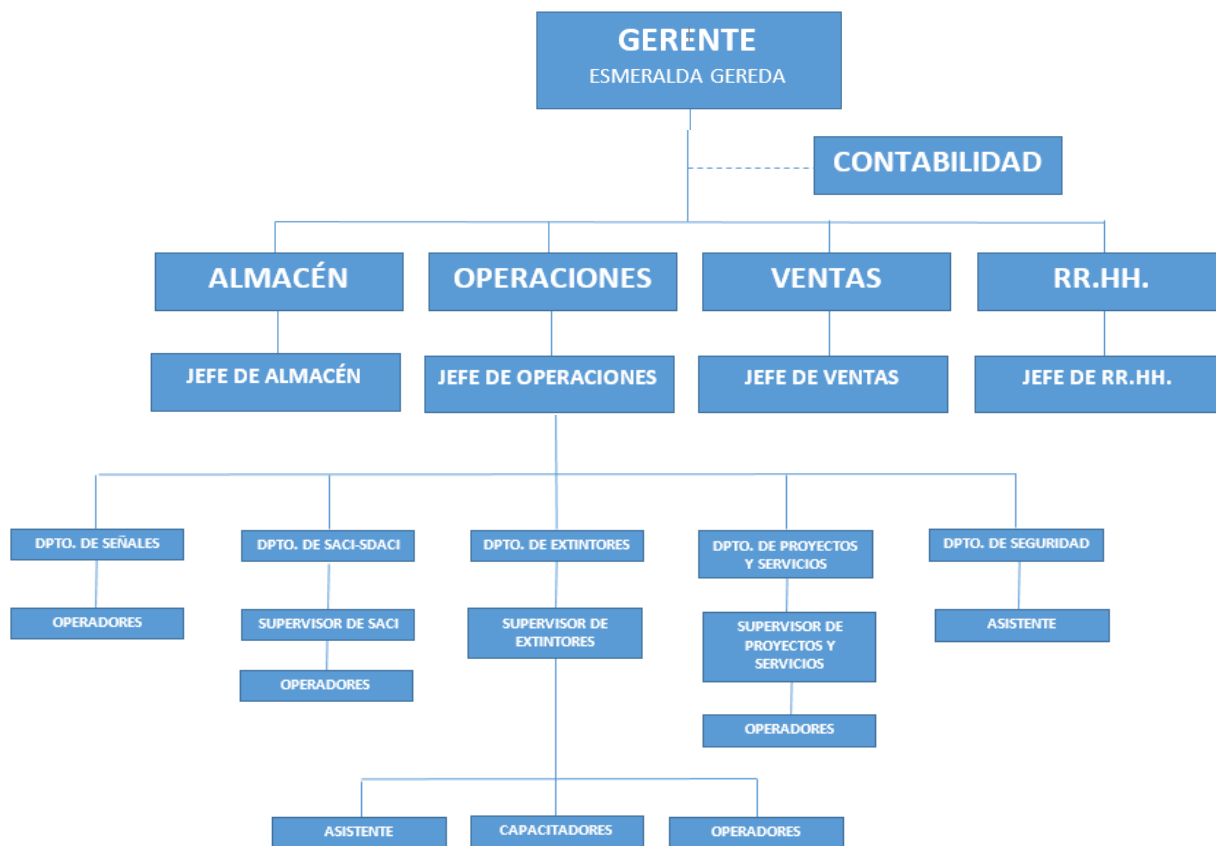 GERENTE
ESMERALDA GEREDA
CONTABILIDAD
ALMACÉN
OPERACIONES
VENTAS
RR.HH.
JEFE DE ALMACÉN
JEFE DE OPERACIONES
JEFE DE VENTAS
JEFE DE RR.HH.
DPTO. DE SEÑALES
DPTO. DE SACI-SDACI
DPTO. DE EXTINTORES
DPTO. DE PROYECTOS
Y SERVICIOS
DPTO. DE SEGURIDAD
OPERADORES
SUPERVISOR DE SACI
SUPERVISOR DE
EXTINTORES
SUPERVISOR DE
PROYECTOS Y
SERVICIOS
ASISTENTE
OPERADORES
OPERADORES
ASISTENTE
CAPACITADORES
OPERADORES